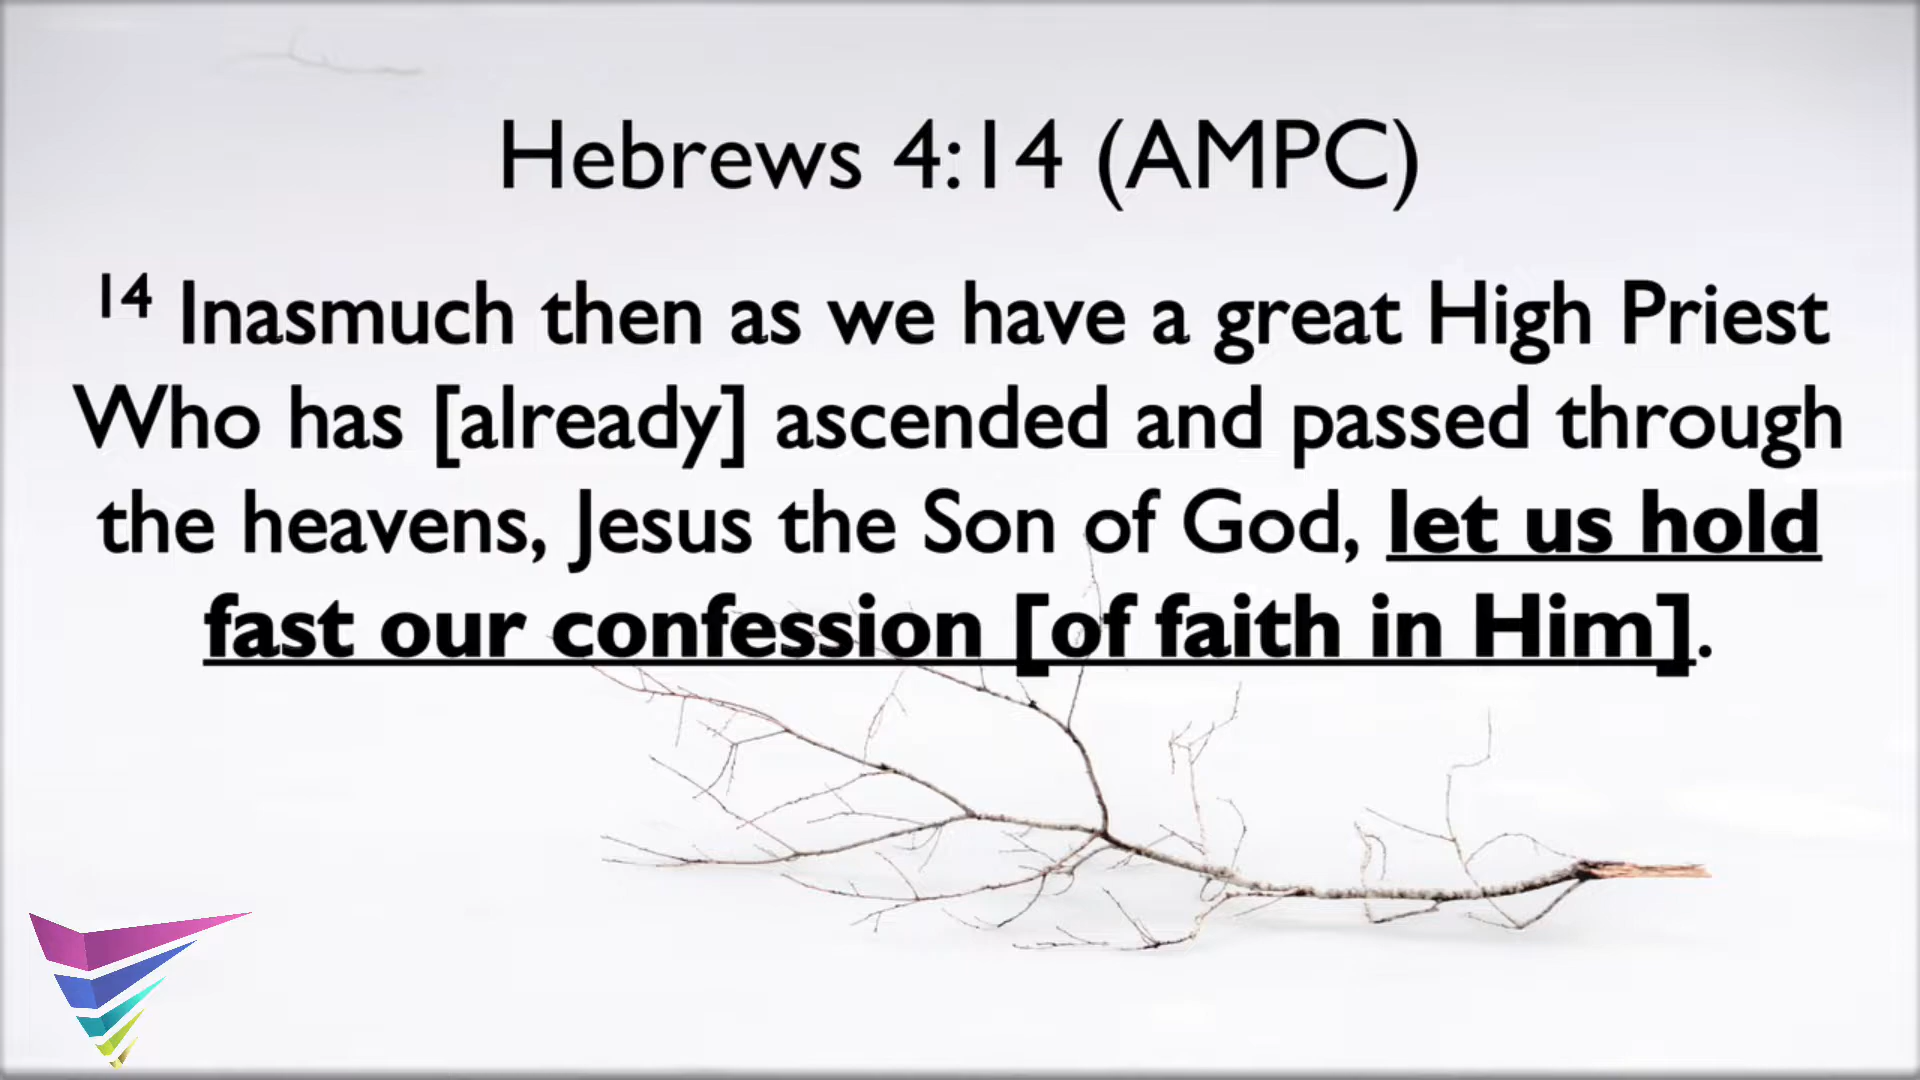 Hebrews 4:14 (AMPC)
14 Inasmuch then as we have a great High Priest
Who has [already] ascended and passed through
the heavens, Jesus the Son of God, let us hold
fast our confession [of faith in Him].